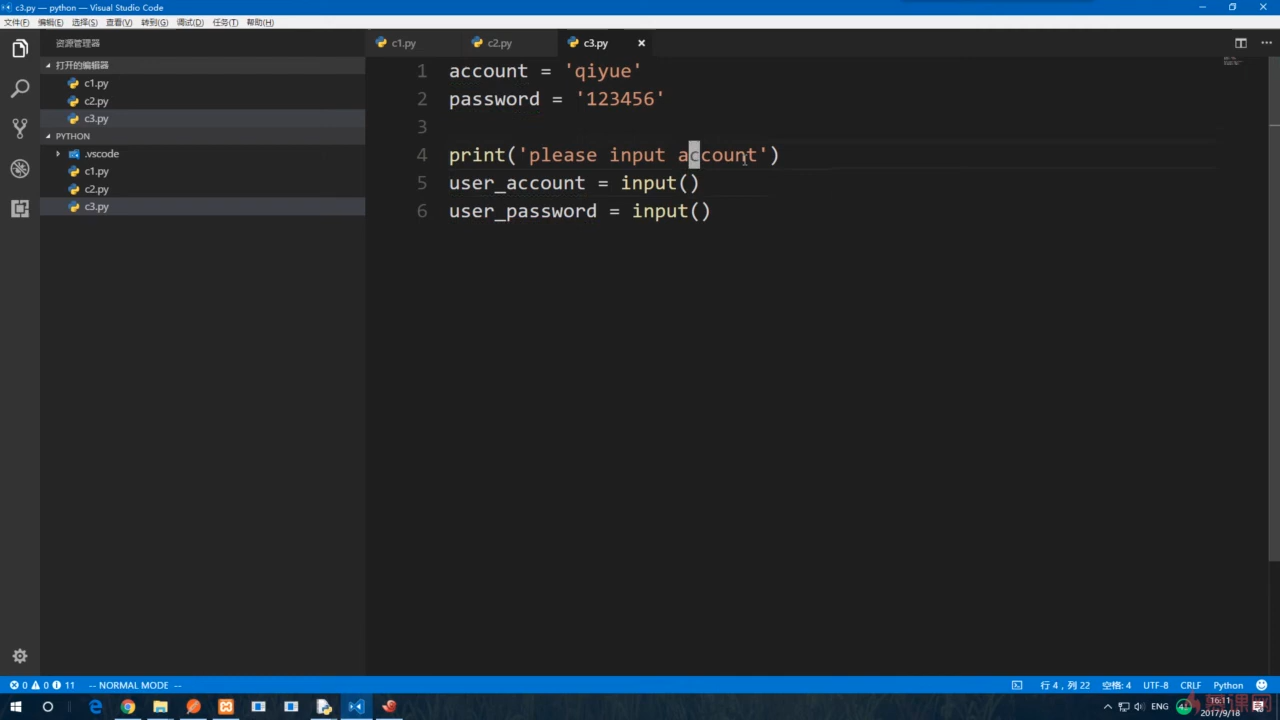 c3.py — python — Visual Studio Code
文件(F) 编辑(E) 选择(S) 查看(V) 转到(G) 调试(D) 任务(T) 帮助(H)
资源管理器
打开的编辑器
c1.py
c2.py
c3.py
PYTHON
.vscode
c1.py
c2.py
c3.py
c1.py c2.py c3.py
1 account = 'qiyue'
2 password = '123456'
3
4 print('please input account')
5 user_account = input()
6 user_password = input()
0 0 11 -- NORMAL MODE --
行 4，列 22 空格: 4 UTF-8 CRLF Python
ENG
16:11
2017/9/18
慕课网